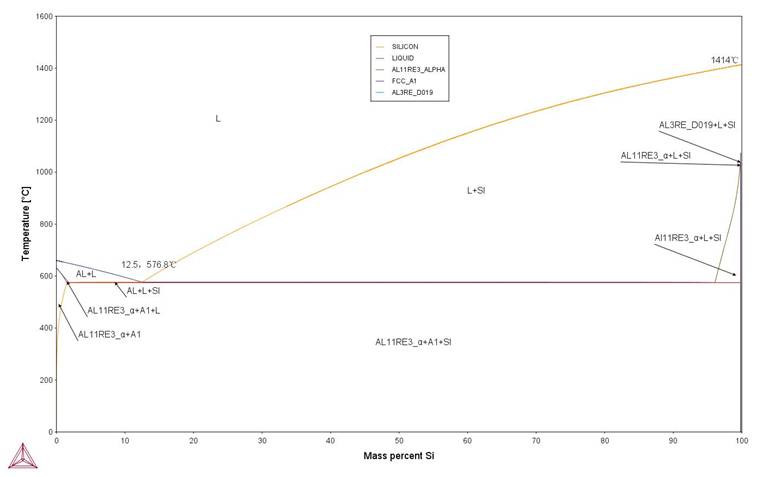 1600
1400
1200
1000
800
600
400
200
0
Temperature [°C]
SILICON
LIQUID
AL11RE3_ALPHA
FCC_A1
AL3RE_D019
1414℃
L
AL3RE_D019+L+SI
AL11RE3_α+L+SI
L+SI
Al11RE3_α+L+SI
12.5，576.8℃
AL+L
AL+L+SI
AL11RE3_α+A1+L
AL11RE3_α+A1
AL11RE3_α+A1+SI
0 10 20 30 40 50 60 70 80 90 100
Mass percent Si